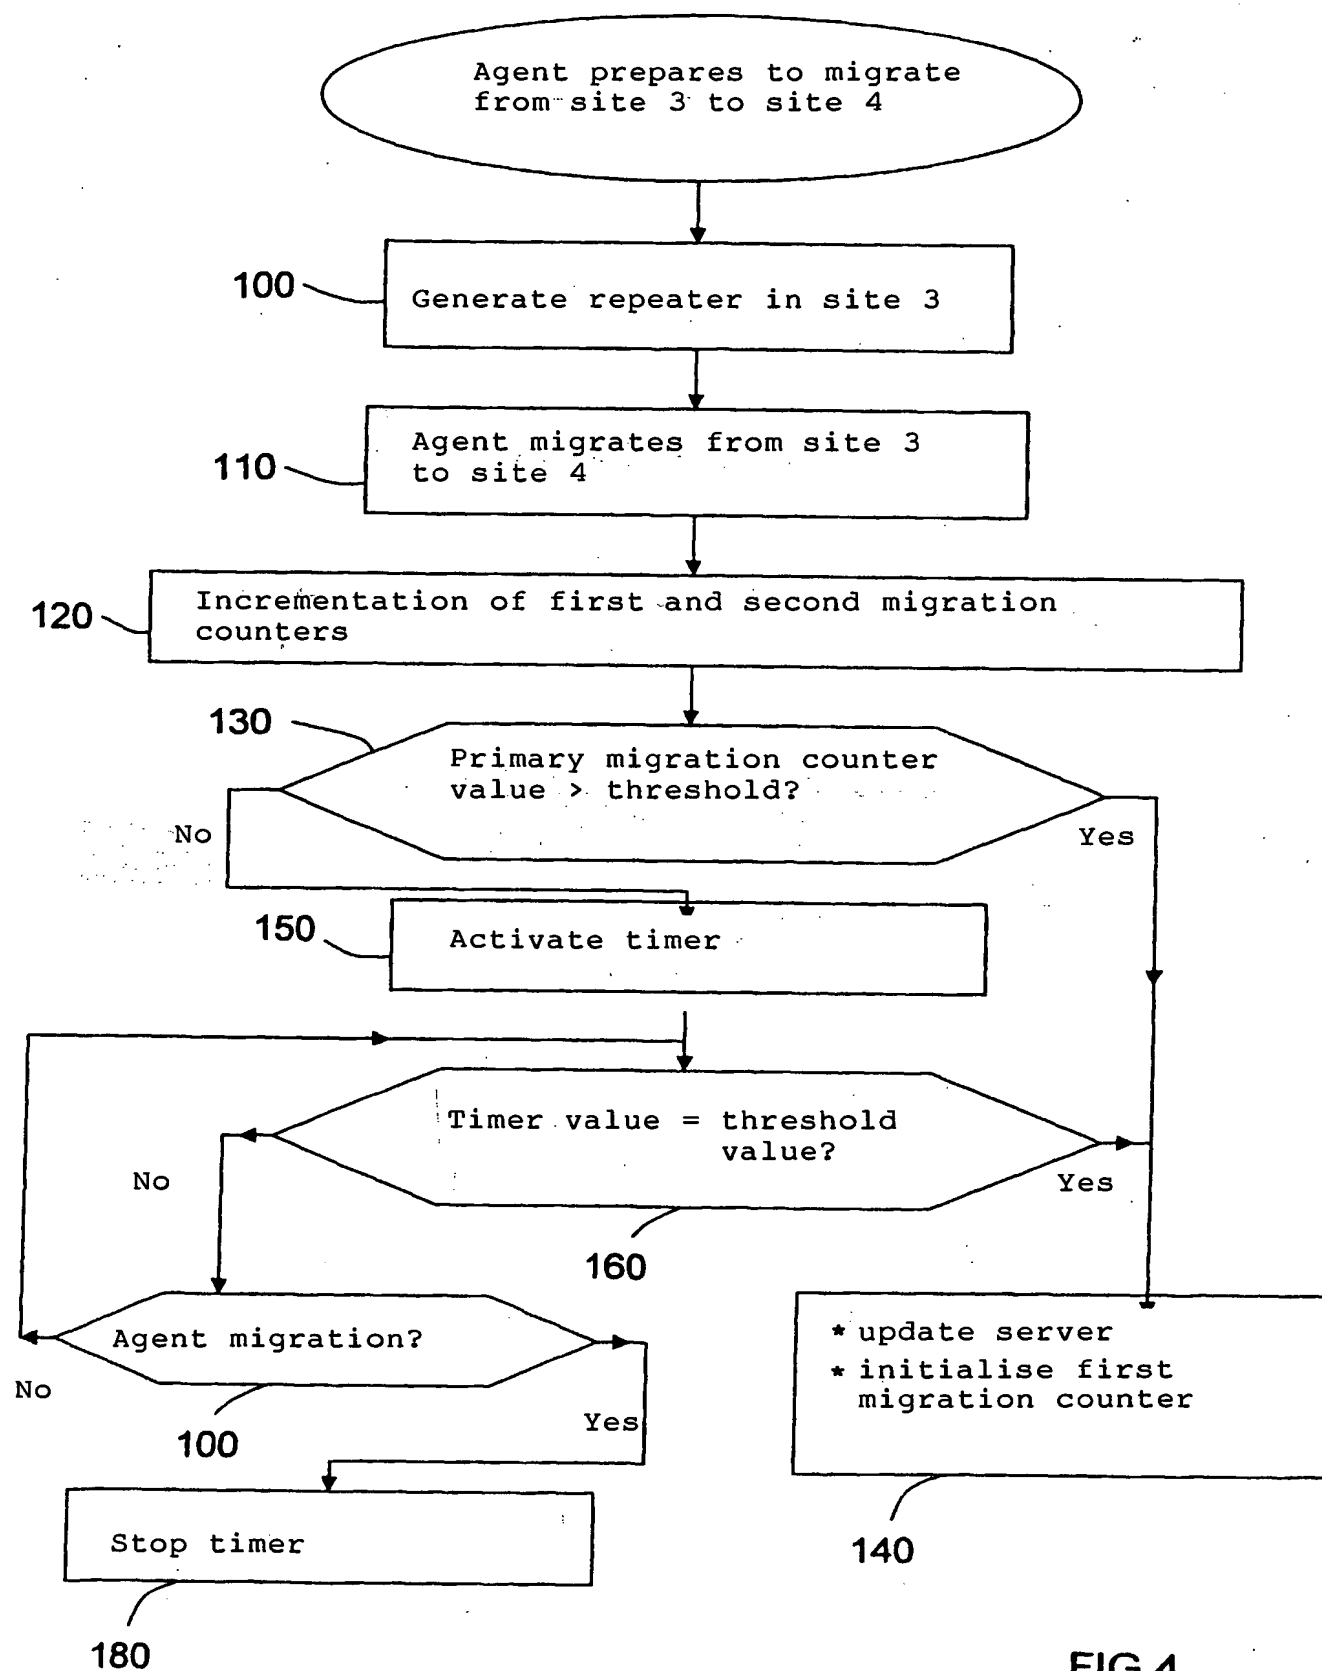 Agent prepares to migrate
from site 3 to site 4
100
Generate repeater in site 3
110
Agent migrates from site 3
to site 4
120
Incrementation of first and second migration
counters
130
Primary migration counter
value > threshold?
No
Yes
150
Activate timer
Timer value = threshold
value?
No
Yes
160
Agent migration?
No
Yes
100
* update server
* initialise first
migration counter
140
Stop timer
180
FIG.4